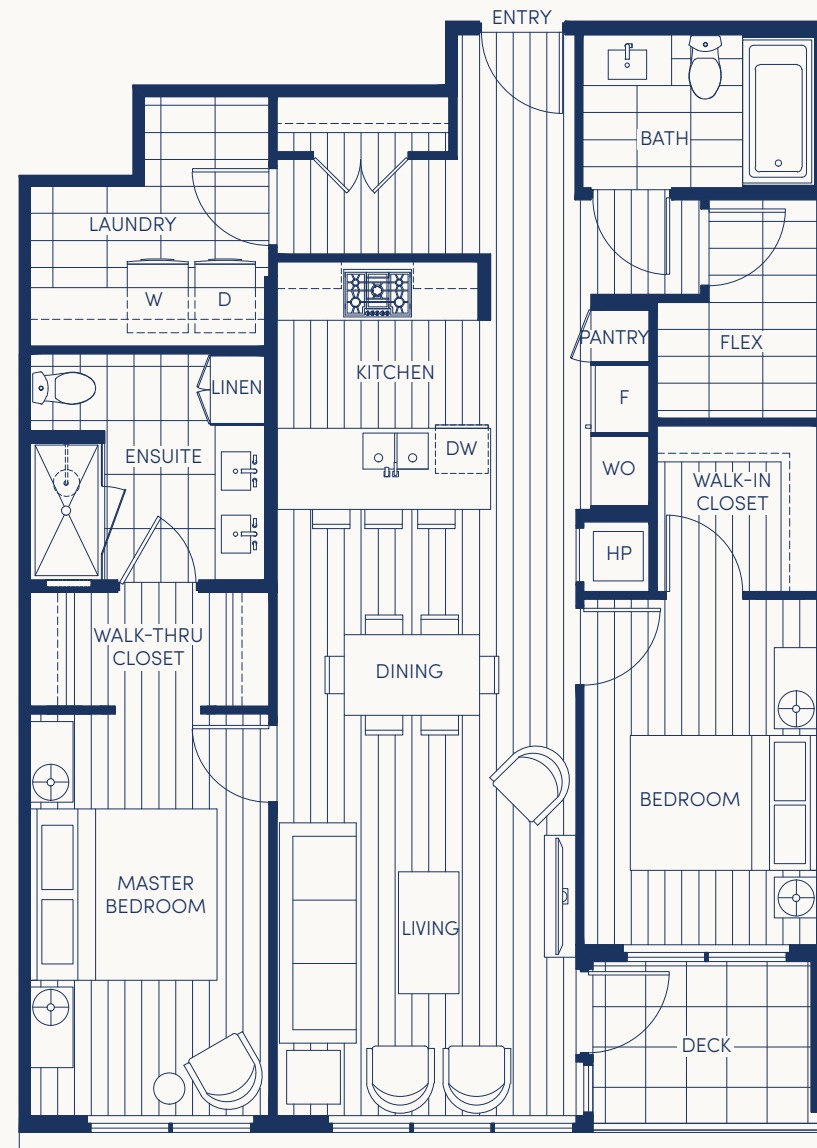 ENTRY
BATH
LAUNDRY
W
D
PANTRY
FLEX
KITCHEN
LINEN
F
DW
ENSUITE
WO
WALK-IN
CLOSET
HP
WALK-THRU
CLOSET
DINING
BEDROOM
MASTER
BEDROOM
LIVING
DECK